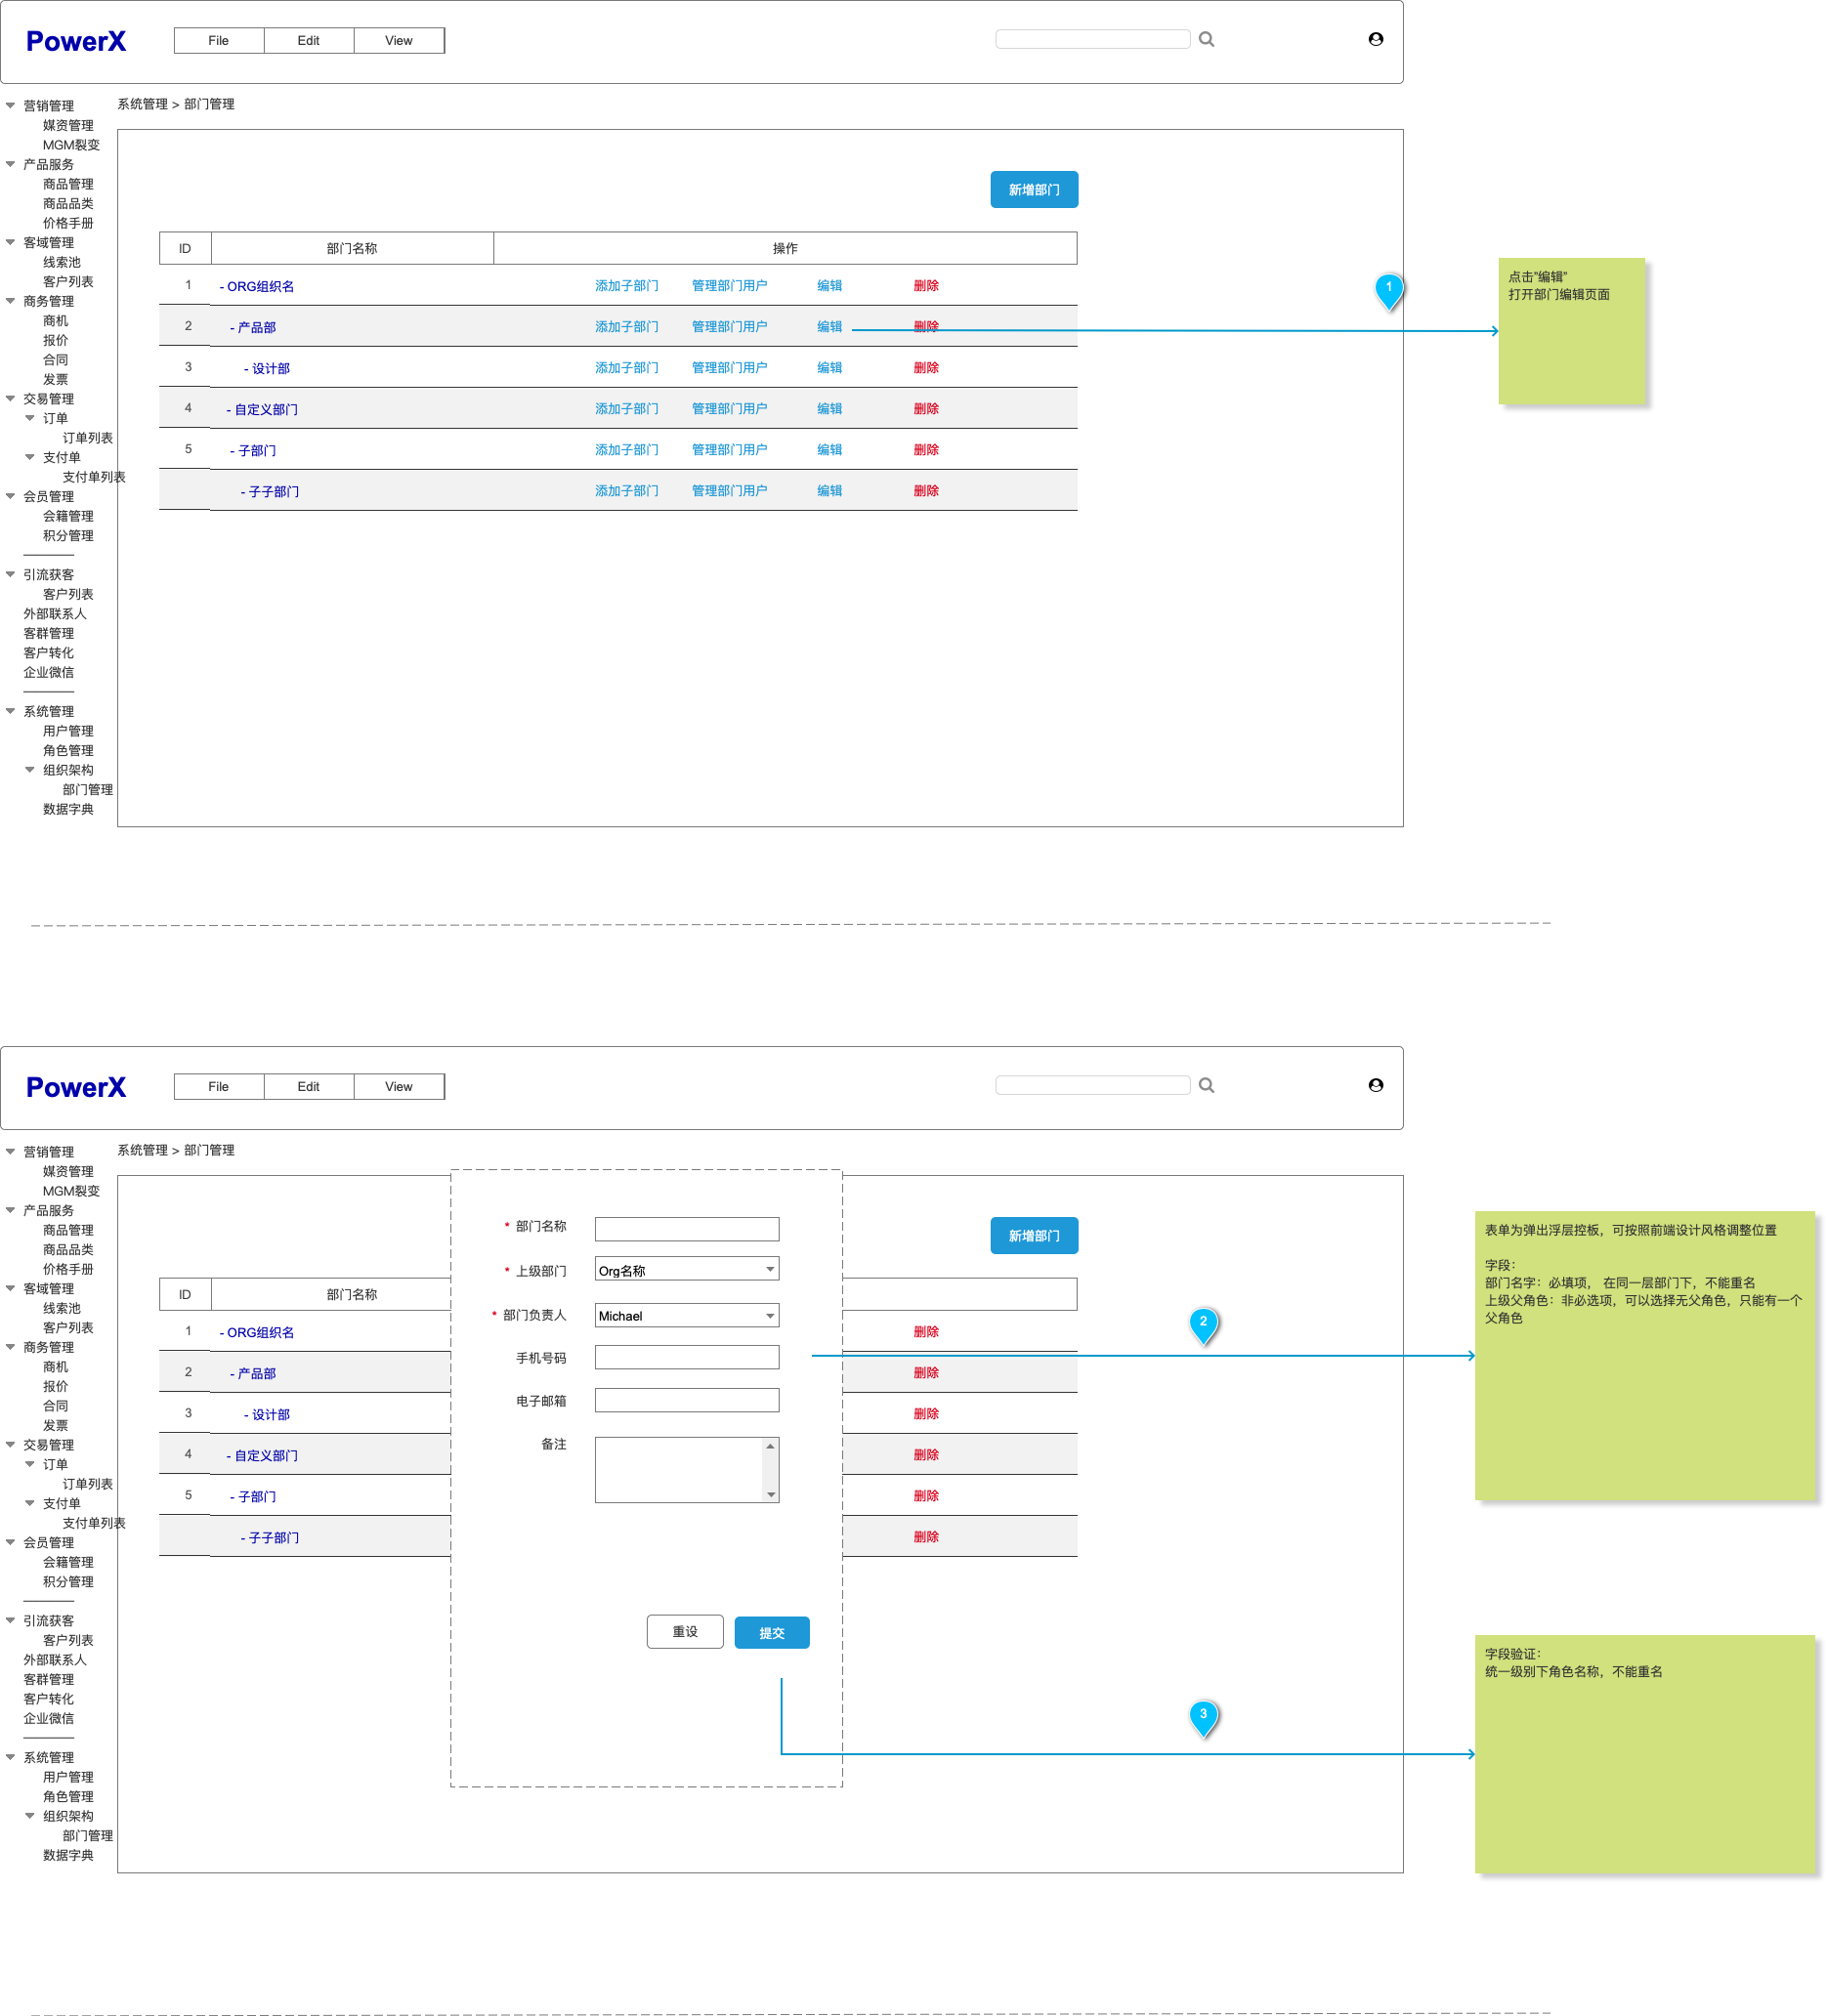 PowerX
File Edit View
营销管理
媒资管理
MGM裂变
产品服务
商品管理
商品品类
价格手册
客域管理
线索池
客户列表
商务管理
商机
报价
合同
发票
交易管理
订单
订单列表
支付单
支付单列表
会员管理
会籍管理
积分管理
引流获客
客户列表
外部联系人
客群管理
客户转化
企业微信
系统管理
用户管理
角色管理
组织架构
部门管理
数据字典
系统管理 > 部门管理
新增部门
ID 部门名称 操作
1 - ORG组织名 添加子部门 管理部门用户 编辑 删除
2 - 产品部 添加子部门 管理部门用户 编辑 删除
3 - 设计部 添加子部门 管理部门用户 编辑 删除
4 - 自定义部门 添加子部门 管理部门用户 编辑 删除
5 - 子部门 添加子部门 管理部门用户 编辑 删除
- 子子部门 添加子部门 管理部门用户 编辑 删除
1
点击"编辑"
打开部门编辑页面
PowerX
File Edit View
营销管理
媒资管理
MGM裂变
产品服务
商品管理
商品品类
价格手册
客域管理
线索池
客户列表
商务管理
商机
报价
合同
发票
交易管理
订单
订单列表
支付单
支付单列表
会员管理
会籍管理
积分管理
引流获客
客户列表
外部联系人
客群管理
客户转化
企业微信
系统管理
用户管理
角色管理
组织架构
部门管理
数据字典
系统管理 > 部门管理
新增部门
ID 部门名称
1 - ORG组织名 删除
2 - 产品部 删除
3 - 设计部 删除
4 - 自定义部门 删除
5 - 子部门 删除
- 子子部门 删除
* 部门名称
* 上级部门 Org名称
* 部门负责人 Michael
手机号码
电子邮箱
备注
重设 提交
2
表单为弹出浮层控板，可按照前端设计风格调整位置
字段：
部门名字：必填项， 在同一层部门下，不能重名
上级父角色：非必选项，可以选择无父角色，只能有一个
父角色
3
字段验证：
统一级别下角色名称，不能重名